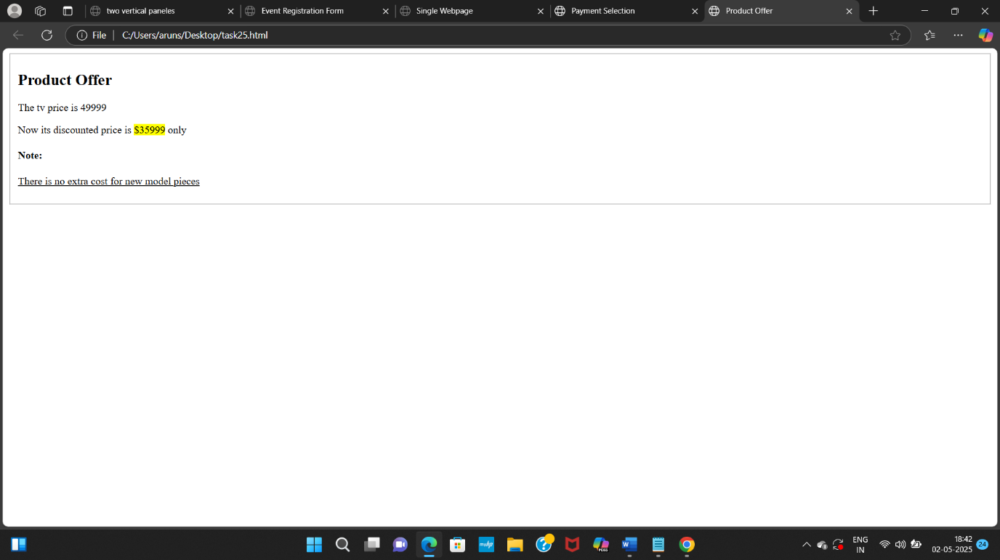 two vertical paneles
Event Registration Form
Single Webpage
Payment Selection
Product Offer
File
C:/Users/aruns/Desktop/task25.html
Product Offer
The tv price is 49999
Now its discounted price is $35999 only
Note:
There is no extra cost for new model pieces
myhp
M365
W
ENG
IN
18:42
02-05-2025
24